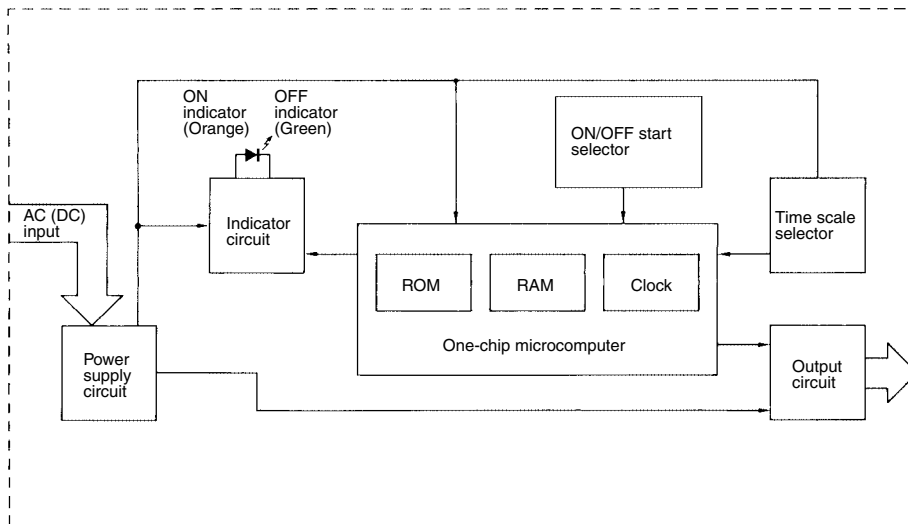 ON
indicator
(Orange)
OFF
indicator
(Green)
ON/OFF start
selector
AC (DC)
input
Indicator
circuit
Time scale
selector
ROM
RAM
Clock
One-chip microcomputer
Power
supply
circuit
Output
circuit